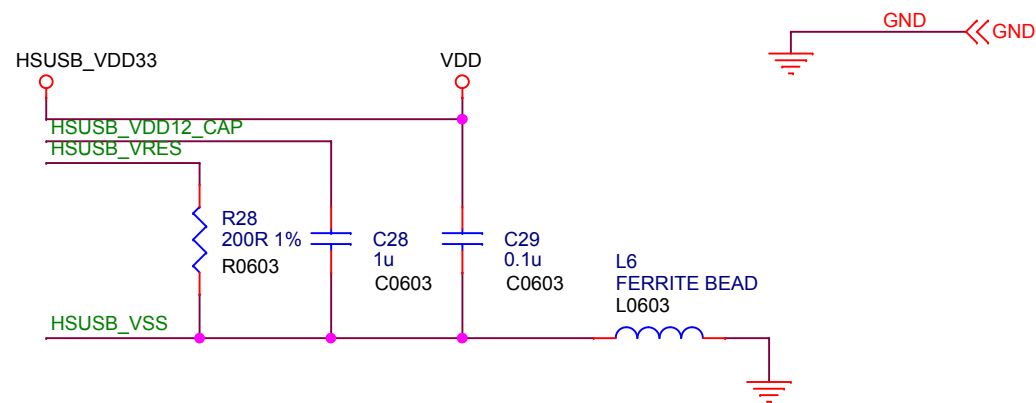 GND
GND
HSUSB_VDD33
VDD
HSUSB_VDD12_CAP
HSUSB_VRES
R28
200R 1%
R0603
C28
1u
C0603
C29
0.1u
C0603
L6
FERRITE BEAD
L0603
HSUSB_VSS